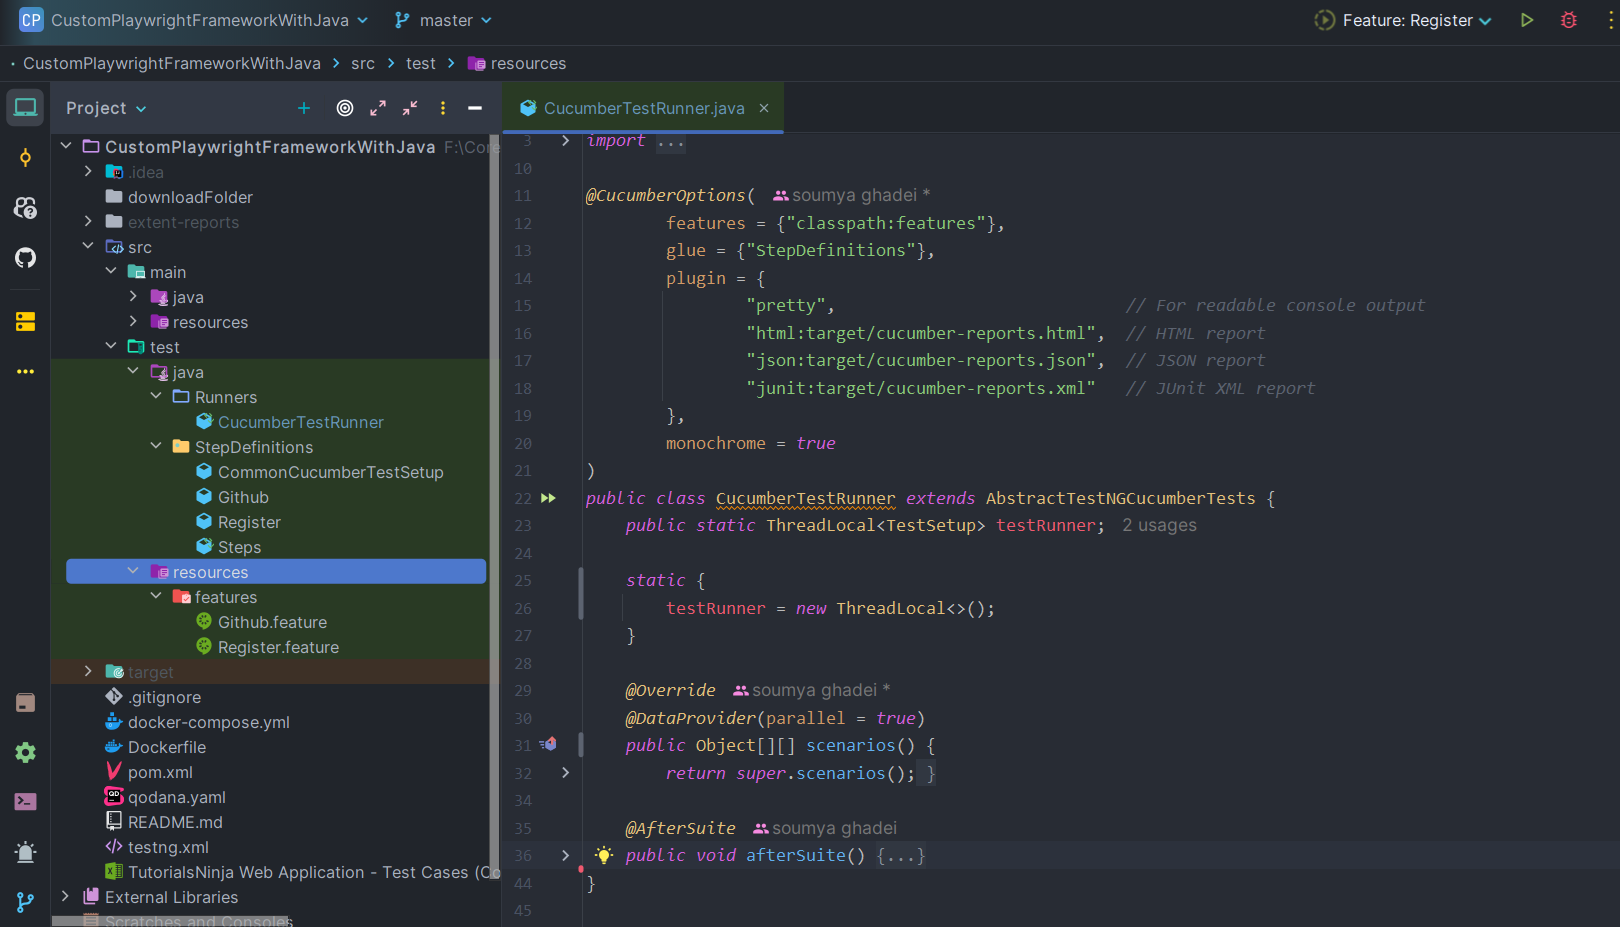 CP CustomPlaywrightFrameworkWithJava master Feature: Register
CustomPlaywrightFrameworkWithJava > src > test > resources
Project
CustomPlaywrightFrameworkWithJava F:\Core
.idea
downloadFolder
extent-reports
src
main
java
resources
test
java
Runners
CucumberTestRunner
StepDefinitions
CommonCucumberTestSetup
Github
Register
Steps
resources
features
Github.feature
Register.feature
target
.gitignore
docker-compose.yml
Dockerfile
pom.xml
qodana.yaml
README.md
testng.xml
TutorialsNinja Web Application - Test Cases (Co
External Libraries
Scratches and Consoles
CucumberTestRunner.java
3 import ...
10
11 @CucumberOptions( soumya ghadei *
12 features = {"classpath:features"},
13 glue = {"StepDefinitions"},
14 plugin = {
15 "pretty", // For readable console output
16 "html:target/cucumber-reports.html", // HTML report
17 "json:target/cucumber-reports.json", // JSON report
18 "junit:target/cucumber-reports.xml" // JUnit XML report
19 },
20 monochrome = true
21 )
22 public class CucumberTestRunner extends AbstractTestNGCucumberTests {
23 public static ThreadLocal<TestSetup> testRunner; 2 usages
24
25 static {
26 testRunner = new ThreadLocal<>();
27 }
28
29 @Override soumya ghadei *
30 @DataProvider(parallel = true)
31 public Object[][] scenarios() {
32 return super.scenarios(); }
34
35 @AfterSuite soumya ghadei
36 public void afterSuite() {...}
44 }
45